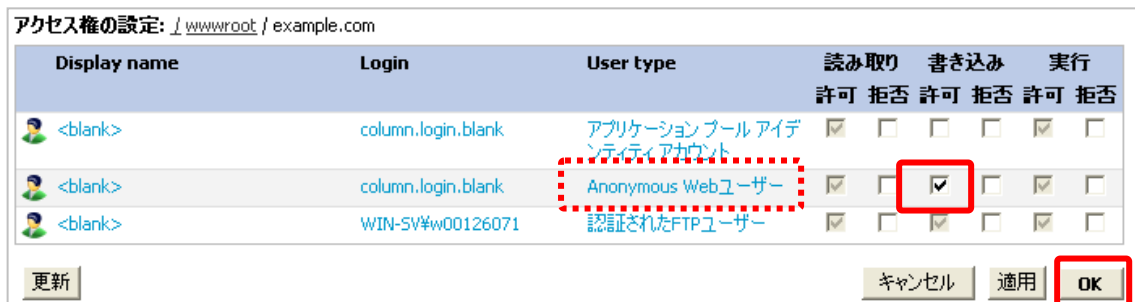 アクセス権の設定: / wwwroot / example.com
Display name Login User type 読み取り 書き込み 実行
許可 拒否 許可 拒否 許可 拒否
<blank> column.login.blank アプリケーション プール アイデ
ンティティ アカウント
<blank> column.login.blank Anonymous Webユーザー
<blank> WIN-SV¥w00126071 認証されたFTPユーザー
更新 キャンセル 適用 OK